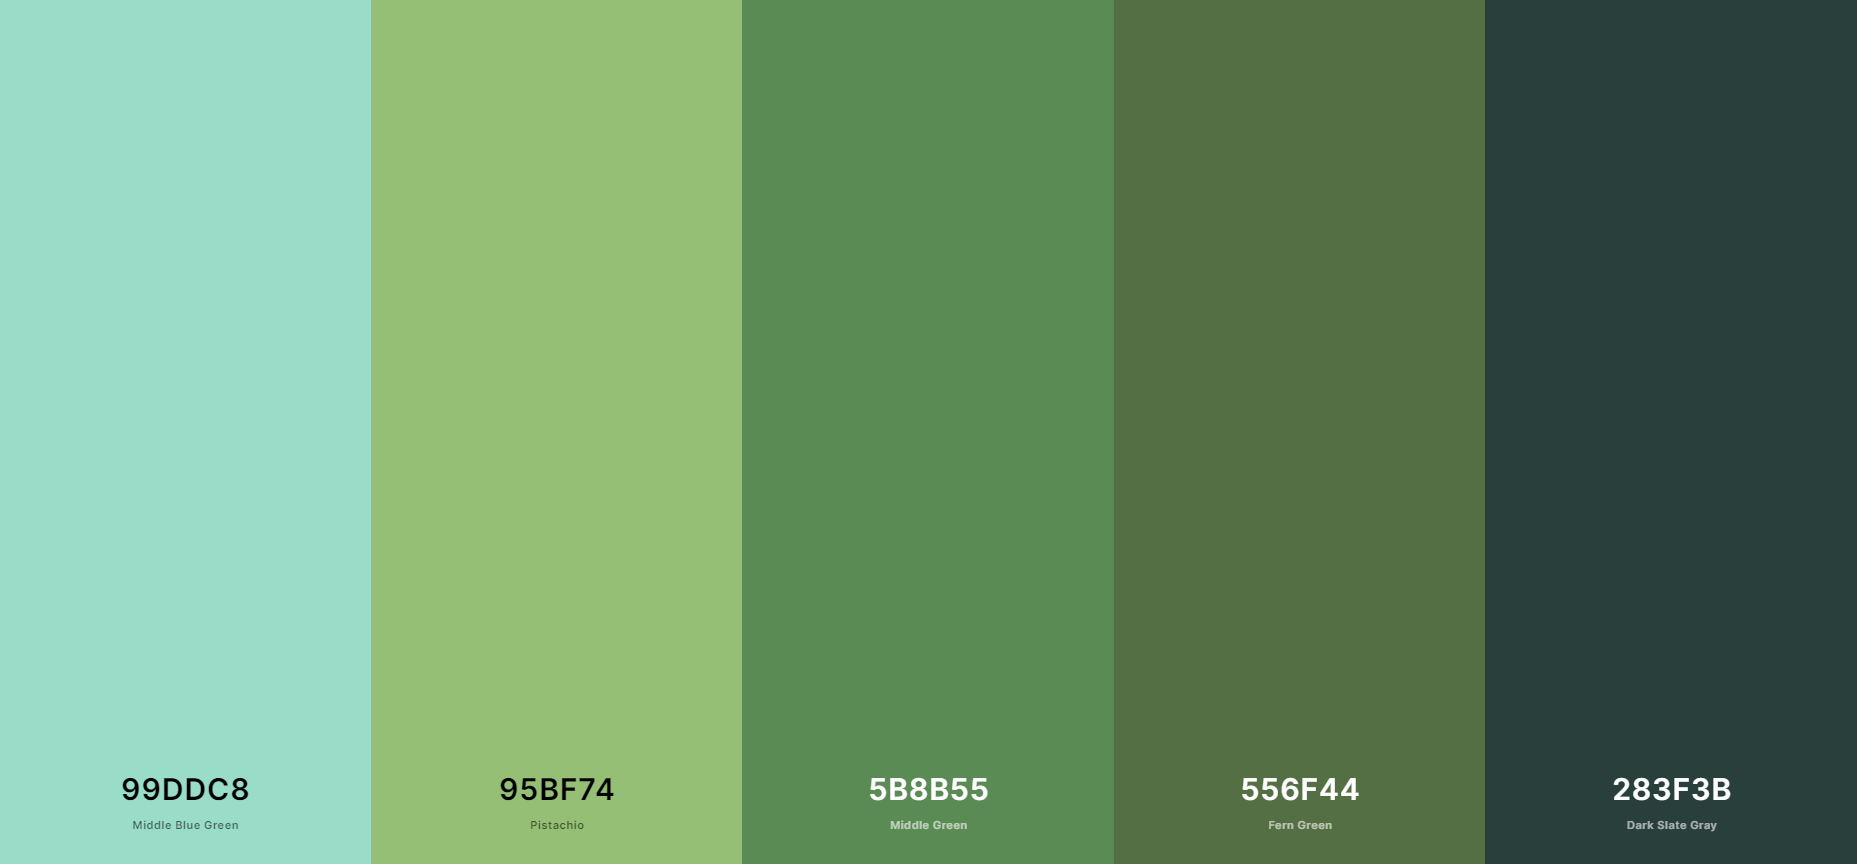 99DDC8
Middle Blue Green
95BF74
Pistachio
5B8B55
Middle Green
556F44
Fern Green
283F3B
Dark Slate Gray